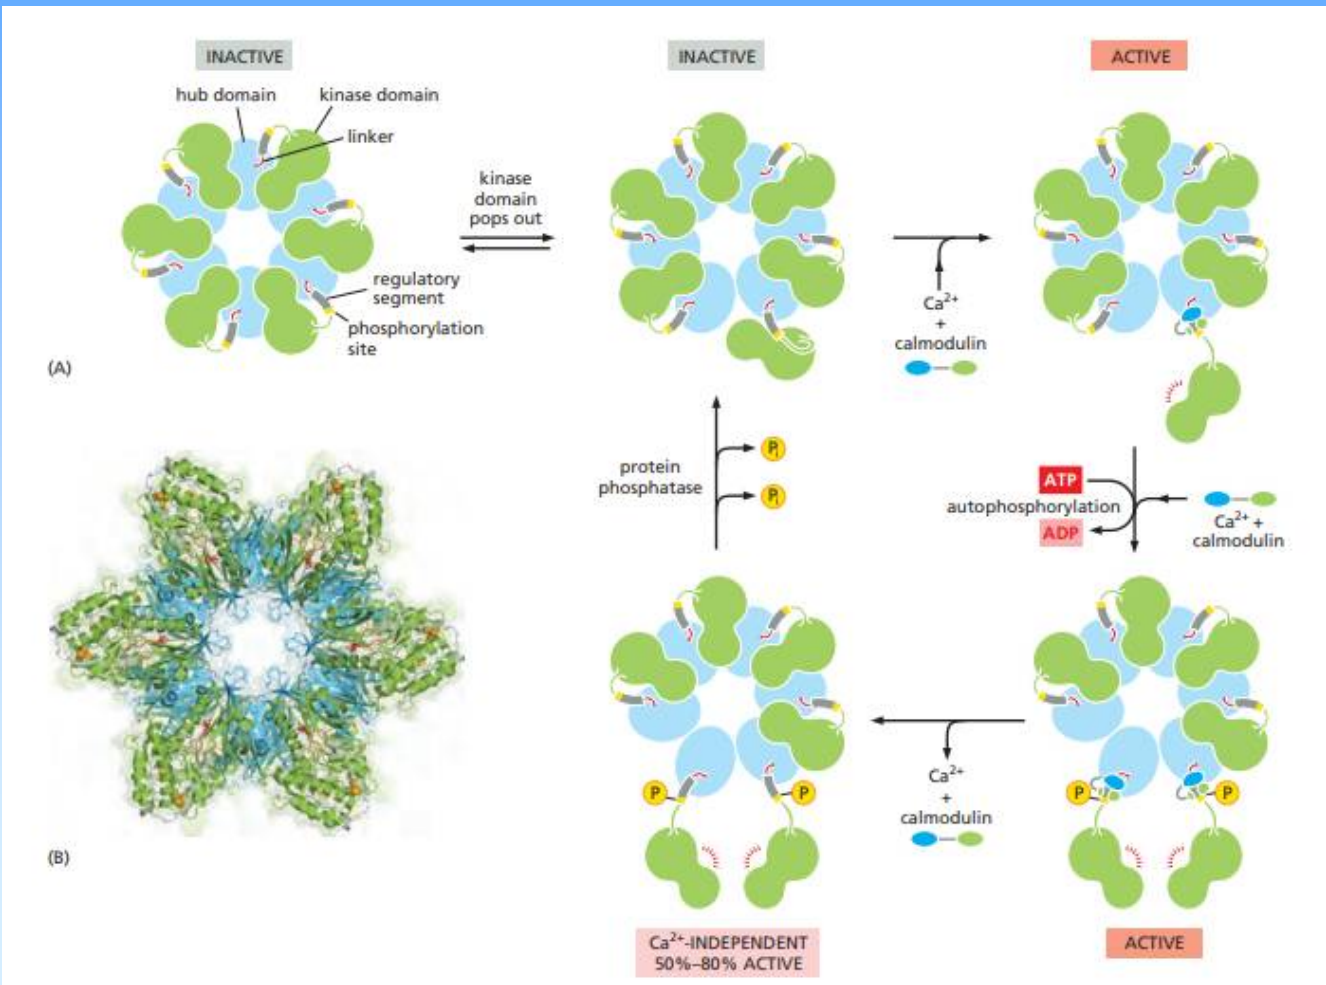 INACTIVE
hub domain
kinase domain
linker
regulatory
segment
phosphorylation
site
(A)
kinase
domain
pops out
INACTIVE
Ca²⁺
+
calmodulin
ACTIVE
ATP
autophosphorylation
ADP
Ca²⁺ +
calmodulin
protein
phosphatase
Pi
Pi
(B)
P
P
Ca²⁺-INDEPENDENT
50%–80% ACTIVE
Ca²⁺
+
calmodulin
P
P
ACTIVE